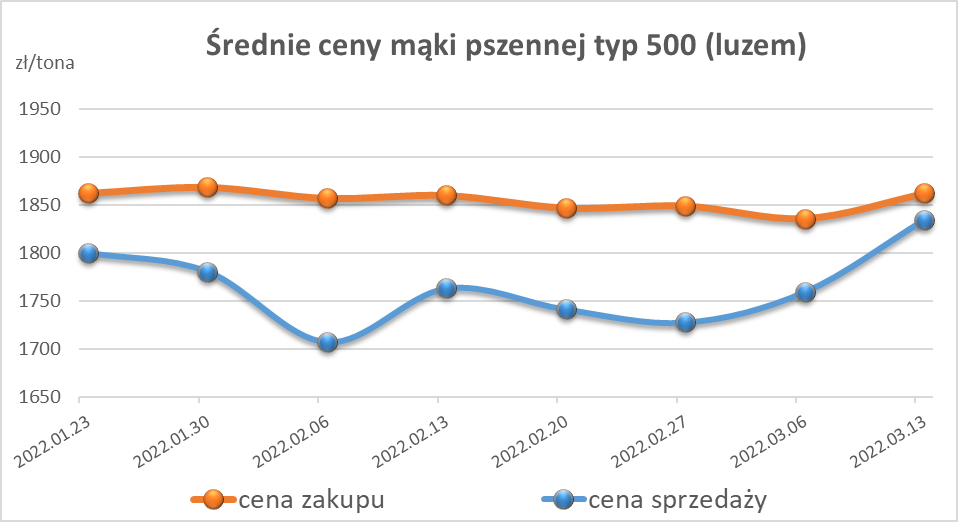 Średnie ceny mąki pszennej typ 500 (luzem)
zł/tona
1950
1900
1850
1800
1750
1700
1650
2022.01.23 2022.01.30 2022.02.06 2022.02.13 2022.02.20 2022.02.27 2022.03.06 2022.03.13
cena zakupu cena sprzedaży